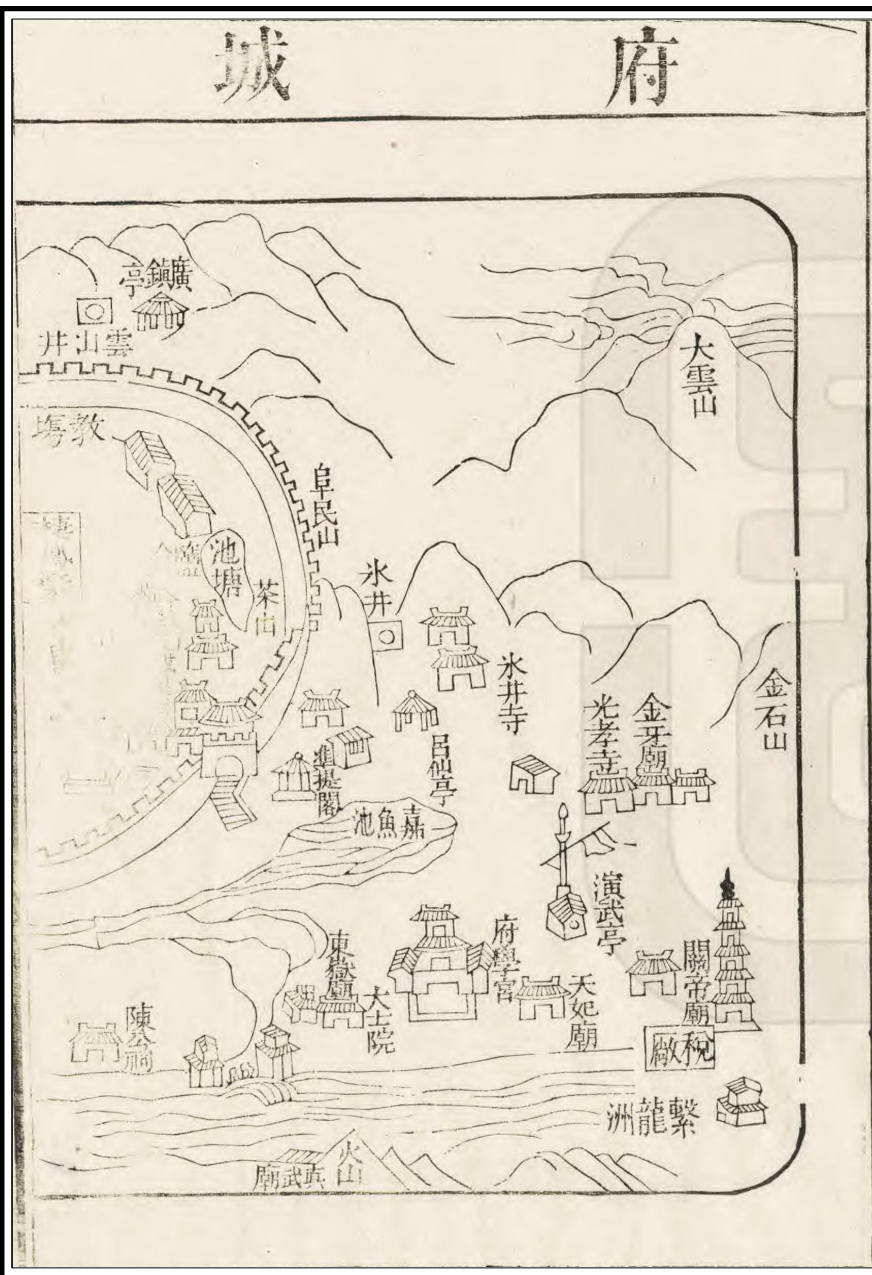 府城
廣鎮亭
雲山井
大雲山
教塲
阜民山
池塘
茶山
冰井
冰井寺
金石山
金牙廟
光孝寺
呂仙亭
準提閣
嘉魚池
演武亭
關帝廟
稅廠
天妃廟
府學宮
大士院
東嶽廟
陳公祠
繫龍洲
火山
真武廟